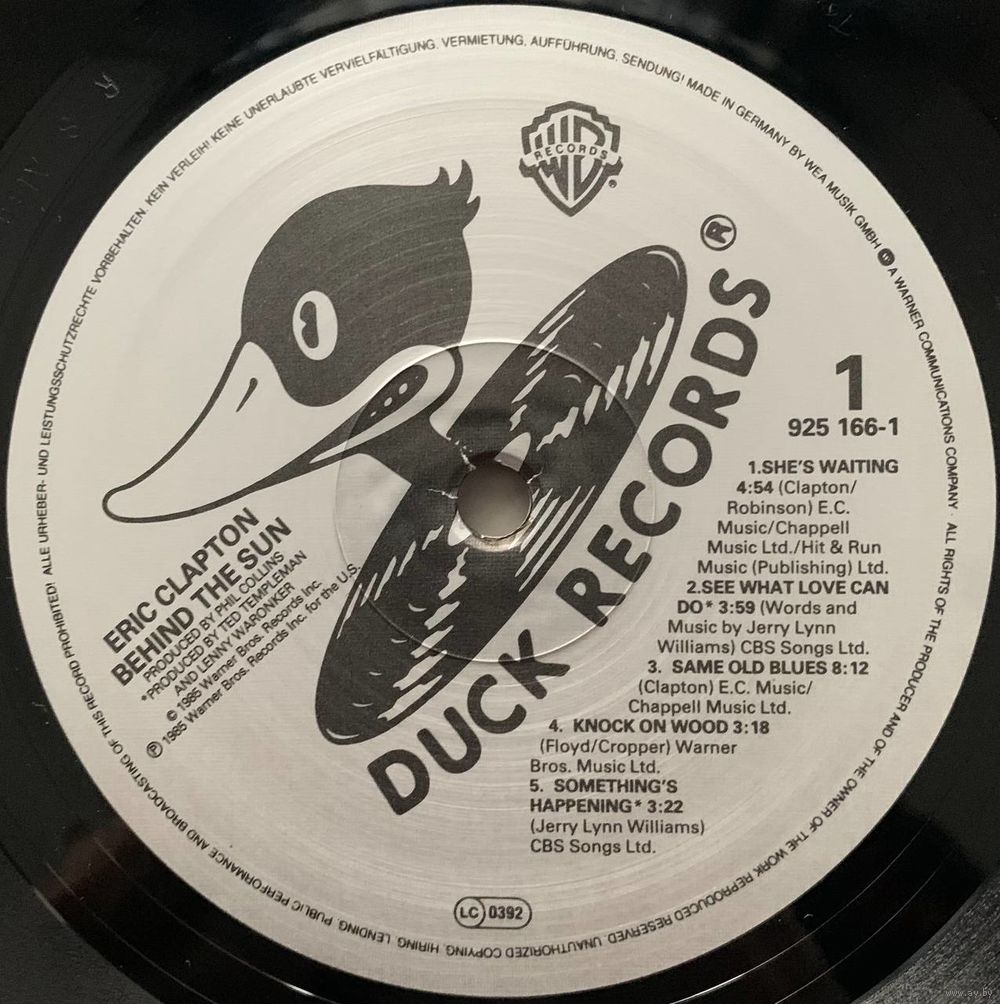 ALLE URHEBER- UND LEISTUNGSSCHUTZRECHTE VORBEHALTEN. KEIN VERLEIH! KEINE UNERLAUBTE VERVIELFÄLTIGUNG, VERMIETUNG, AUFFÜHRUNG, SENDUNG! MADE IN GERMANY BY WEA MUSIK GMBH A WARNER COMMUNICATIONS COMPANY · ALL RIGHTS OF THE PRODUCER AND OF THE OWNER OF THE WORK REPRODUCED RESERVED. UNAUTHORIZED COPYING, HIRING, LENDING, PUBLIC PERFORMANCE AND BROADCASTING OF THIS RECORD PROHIBITED!
WB
RECORDS
®
DUCK RECORDS®
1
925 166-1
1.SHE'S WAITING
4:54 (Clapton/
Robinson) E.C.
Music/Chappell
Music Ltd./Hit & Run
Music (Publishing) Ltd.
2.SEE WHAT LOVE CAN
DO* 3:59 (Words and
Music by Jerry Lynn
Williams) CBS Songs Ltd.
3. SAME OLD BLUES 8:12
(Clapton) E.C. Music/
Chappell Music Ltd.
4. KNOCK ON WOOD 3:18
(Floyd/Cropper) Warner
Bros. Music Ltd.
5. SOMETHING'S
HAPPENING* 3:22
(Jerry Lynn Williams)
CBS Songs Ltd.
ERIC CLAPTON
BEHIND THE SUN
PRODUCED BY PHIL COLLINS
*PRODUCED BY TED TEMPLEMAN
AND LENNY WARONKER
© 1985 Warner Bros. Records Inc.
℗ 1985 Warner Bros. Records Inc. for the U.S.
LC 0392
www.ay.by